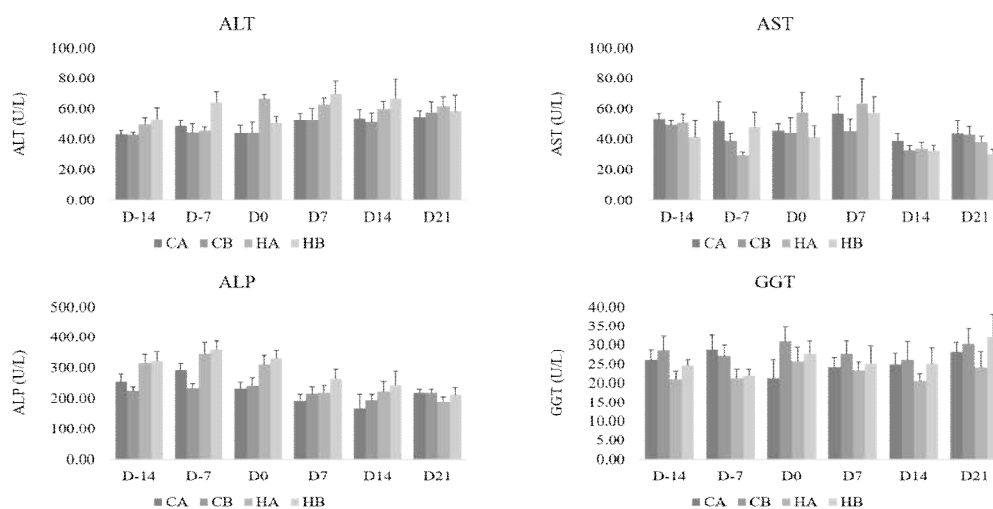 ALT
100.00
80.00
60.00
40.00
20.00
0.00
ALT (U/L)
D-14 D-7 D0 D7 D14 D21
CA CB HA HB
AST
100.00
80.00
60.00
40.00
20.00
0.00
AST (U/L)
D-14 D-7 D0 D7 D14 D21
CA CB HA HB
ALP
500.00
400.00
300.00
200.00
100.00
0.00
ALP (U/L)
D-14 D-7 D0 D7 D14 D21
CA CB HA HB
GGT
40.00
35.00
30.00
25.00
20.00
15.00
10.00
5.00
0.00
GGT (U/L)
D-14 D-7 D0 D7 D14 D21
CA CB HA HB